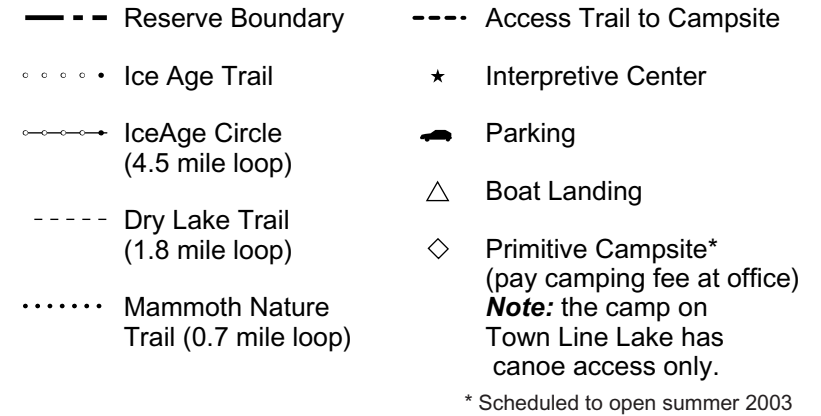 Reserve Boundary
Ice Age Trail
IceAge Circle
(4.5 mile loop)
Dry Lake Trail
(1.8 mile loop)
Mammoth Nature
Trail (0.7 mile loop)
Access Trail to Campsite
Interpretive Center
Parking
Boat Landing
Primitive Campsite*
(pay camping fee at office)
Note: the camp on
Town Line Lake has
canoe access only.
* Scheduled to open summer 2003